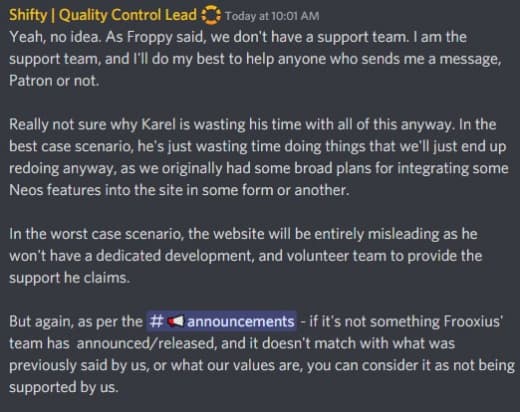 Shifty | Quality Control Lead Today at 10:01 AM
Yeah, no idea. As Froppy said, we don't have a support team. I am the
support team, and I'll do my best to help anyone who sends me a message,
Patron or not.
Really not sure why Karel is wasting his time with all of this anyway. In the
best case scenario, he's just wasting time doing things that we'll just end up
redoing anyway, as we originally had some broad plans for integrating some
Neos features into the site in some form or another.
In the worst case scenario, the website will be entirely misleading as he
won't have a dedicated development, and volunteer team to provide the
support he claims.
But again, as per the # 📢 announcements - if it's not something Frooxius'
team has announced/released, and it doesn't match with what was
previously said by us, or what our values are, you can consider it as not being
supported by us.